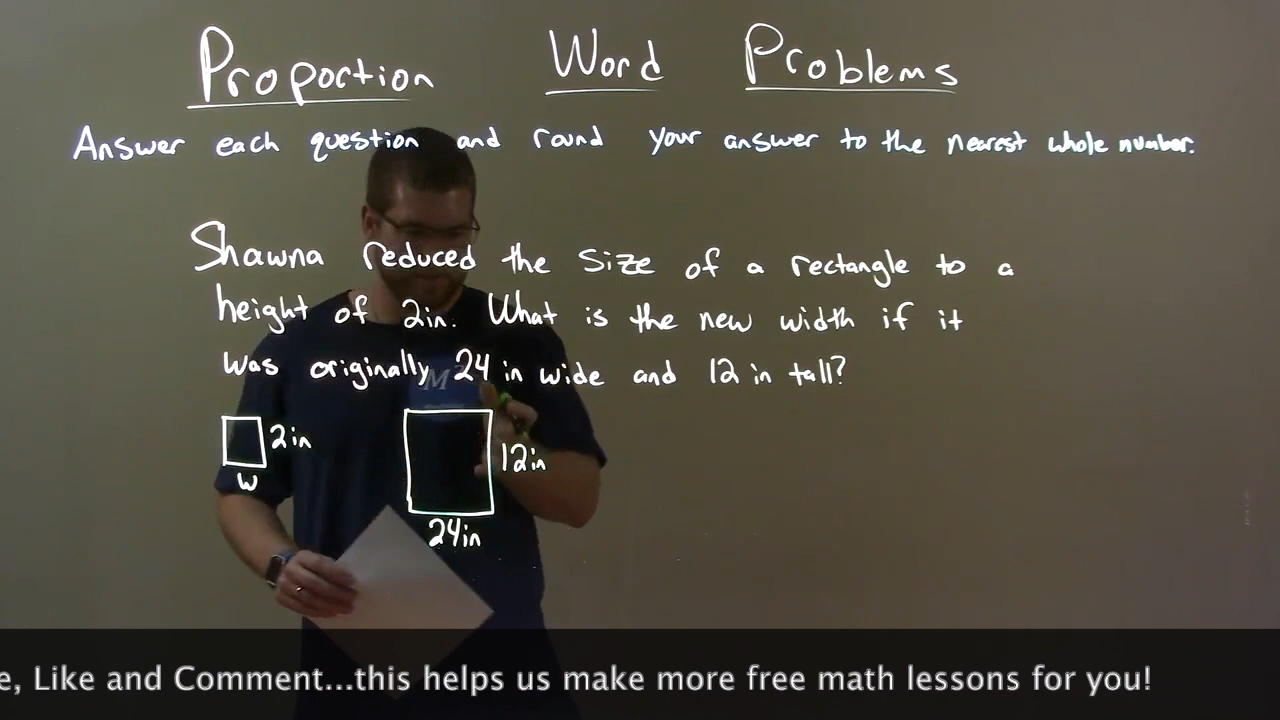 Proportion Word Problems
Answer each question and round your answer to the nearest whole number.
Shawna reduced the size of a rectangle to a
height of 2in. What is the new width if it
was originally 24 in wide and 12 in tall?
2in
w
12in
24in
M
e, Like and Comment...this helps us make more free math lessons for you!